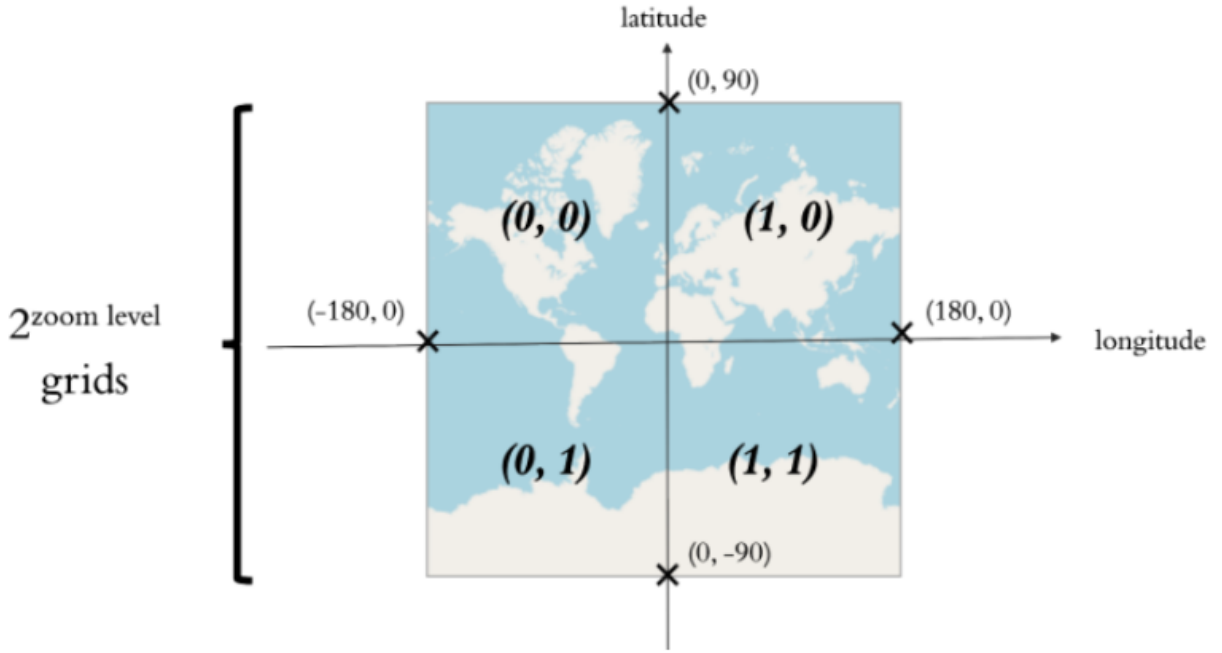 latitude
(0, 90)
(0, 0)
(1, 0)
2zoom level
grids
(-180, 0)
(180, 0)
longitude
(0, 1)
(1, 1)
(0, -90)